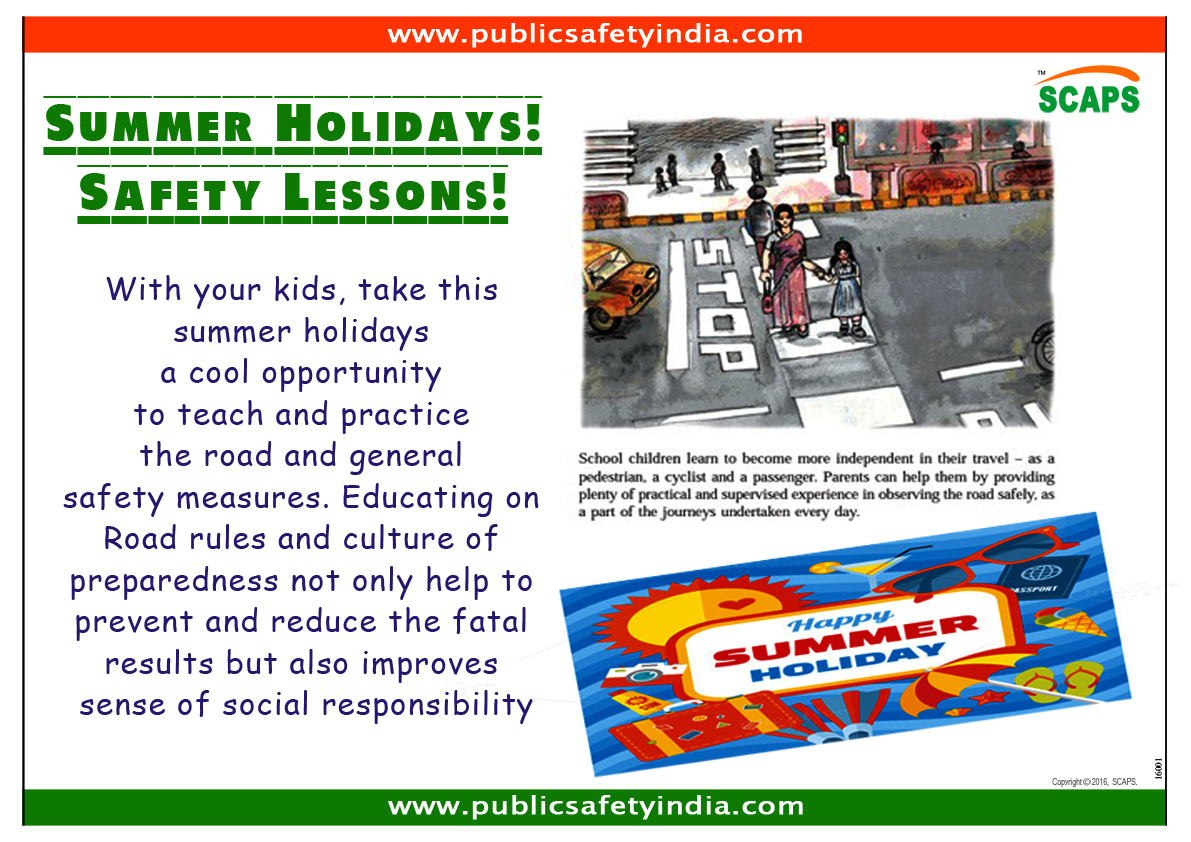 www.publicsafetyindia.com
™
SCAPS
SUMMER HOLIDAYS!
SAFETY LESSONS!
With your kids, take this
summer holidays
a cool opportunity
to teach and practice
the road and general
safety measures. Educating on
Road rules and culture of
preparedness not only help to
prevent and reduce the fatal
results but also improves
sense of social responsibility
STOP
School children learn to become more independent in their travel – as a
pedestrian, a cyclist and a passenger. Parents can help them by providing
plenty of practical and supervised experience in observing the road safely, as
a part of the journeys undertaken every day.
PASSPORT
Happy
SUMMER
HOLIDAY
16001
Copyright © 2016, SCAPS.
www.publicsafetyindia.com